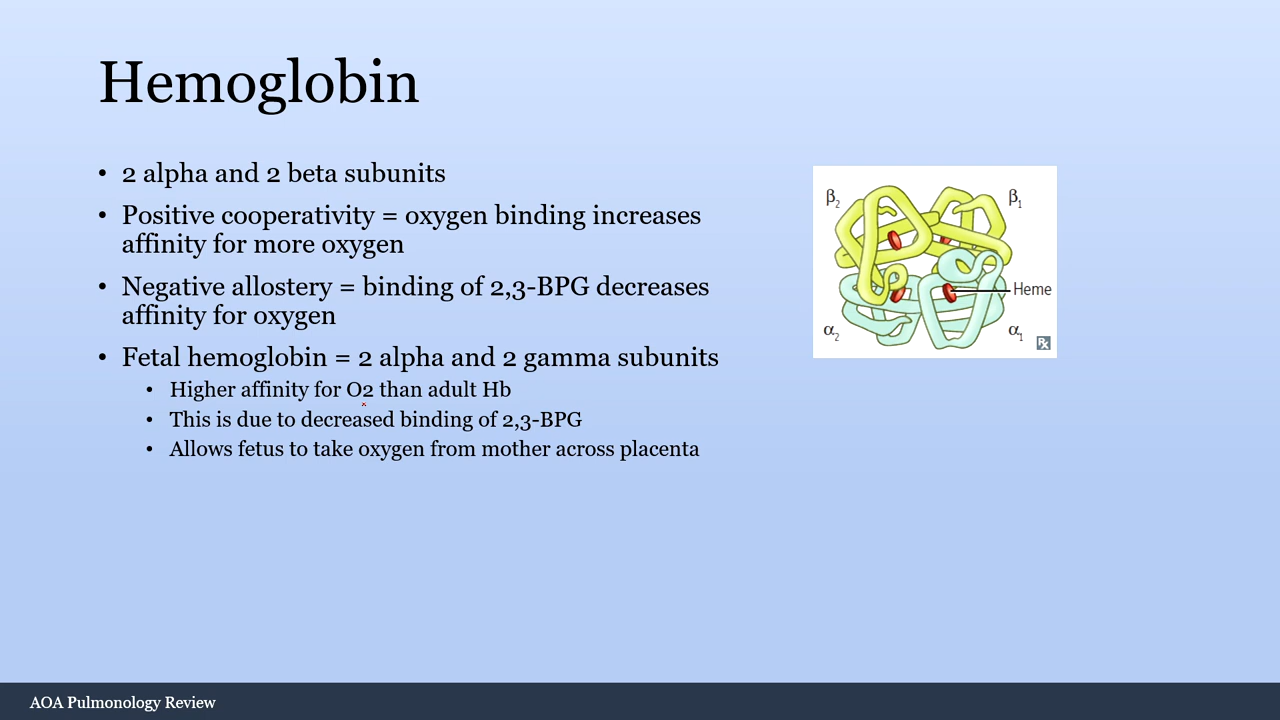 Hemoglobin
• 2 alpha and 2 beta subunits
• Positive cooperativity = oxygen binding increases
affinity for more oxygen
• Negative allostery = binding of 2,3-BPG decreases
affinity for oxygen
• Fetal hemoglobin = 2 alpha and 2 gamma subunits
• Higher affinity for O2 than adult Hb
• This is due to decreased binding of 2,3-BPG
• Allows fetus to take oxygen from mother across placenta
β2 β1
Heme
α2 α1
Rx
AOA Pulmonology Review